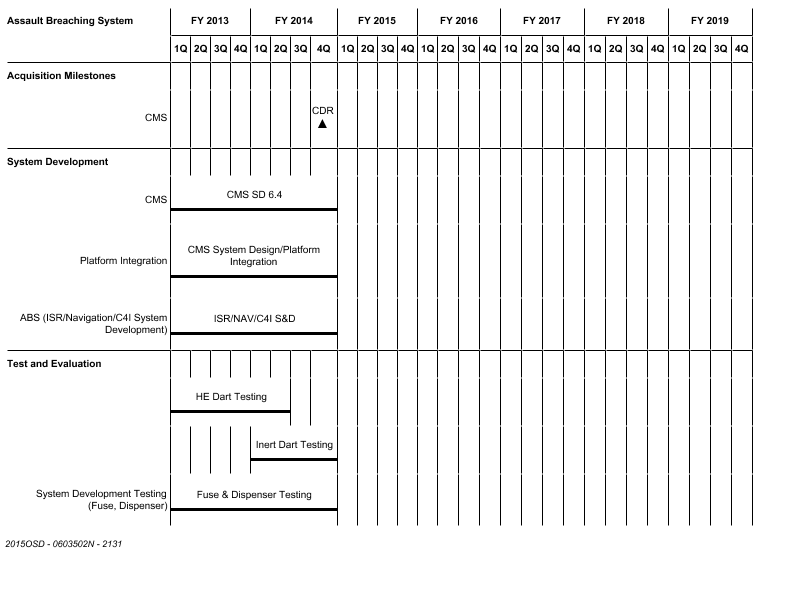 Assault Breaching System FY 2013 FY 2014 FY 2015 FY 2016 FY 2017 FY 2018 FY 2019
1Q 2Q 3Q 4Q 1Q 2Q 3Q 4Q 1Q 2Q 3Q 4Q 1Q 2Q 3Q 4Q 1Q 2Q 3Q 4Q 1Q 2Q 3Q 4Q 1Q 2Q 3Q 4Q
Acquisition Milestones
CDR
CMS
System Development
CMS SD 6.4
CMS
CMS System Design/Platform
Integration
Platform Integration
ABS (ISR/Navigation/C4I System
Development)
ISR/NAV/C4I S&D
Test and Evaluation
HE Dart Testing
Inert Dart Testing
System Development Testing
(Fuse, Dispenser)
Fuse & Dispenser Testing
2015OSD - 0603502N - 2131